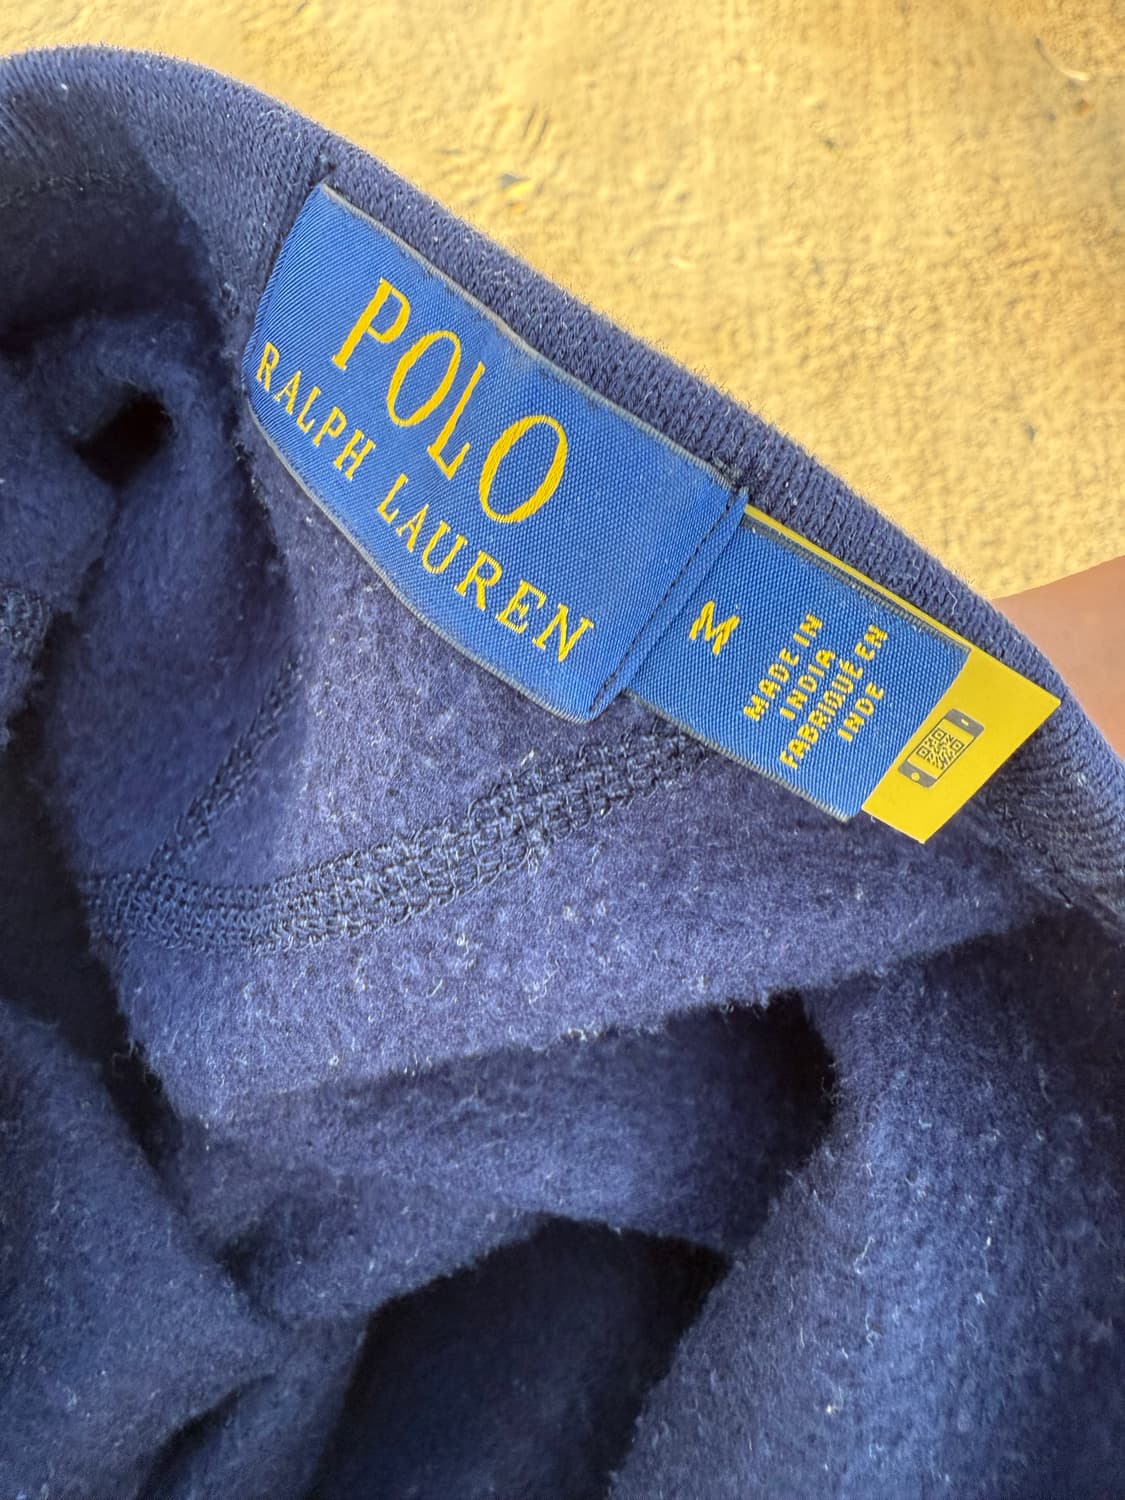 POLO
RALPH LAUREN
M
MADE IN
INDIA
FABRIQUÉ EN
INDE